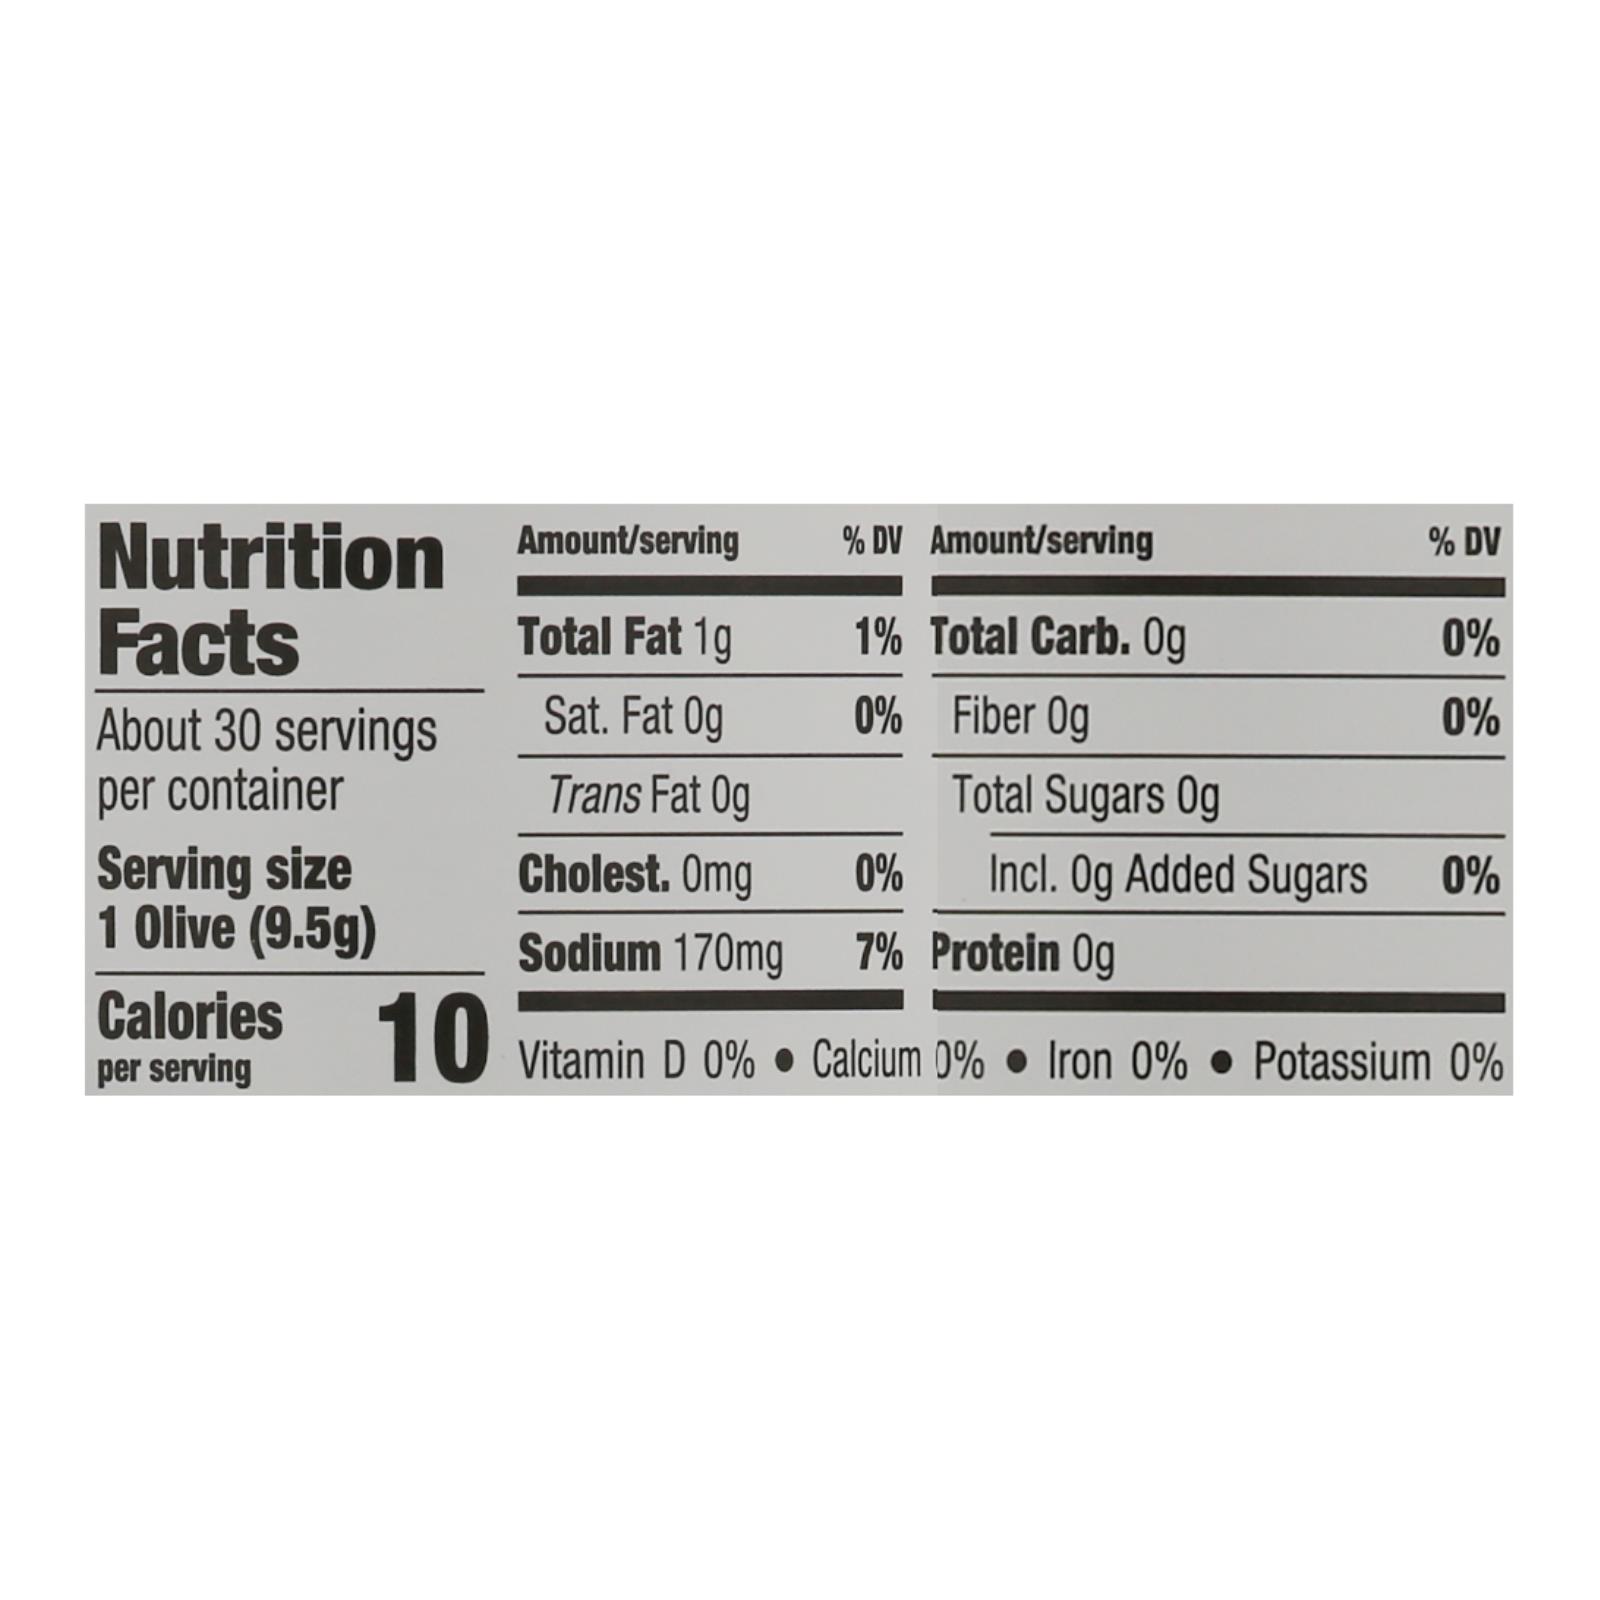 Nutrition
Facts
About 30 servings
per container
Serving size
1 Olive (9.5g)
Calories 10
per serving
Amount/serving % DV
Total Fat 1g 1%
Sat. Fat 0g 0%
Trans Fat 0g
Cholest. 0mg 0%
Sodium 170mg 7%
Amount/serving % DV
Total Carb. 0g 0%
Fiber 0g 0%
Total Sugars 0g
Incl. 0g Added Sugars 0%
Protein 0g
Vitamin D 0% • Calcium 0% • Iron 0% • Potassium 0%